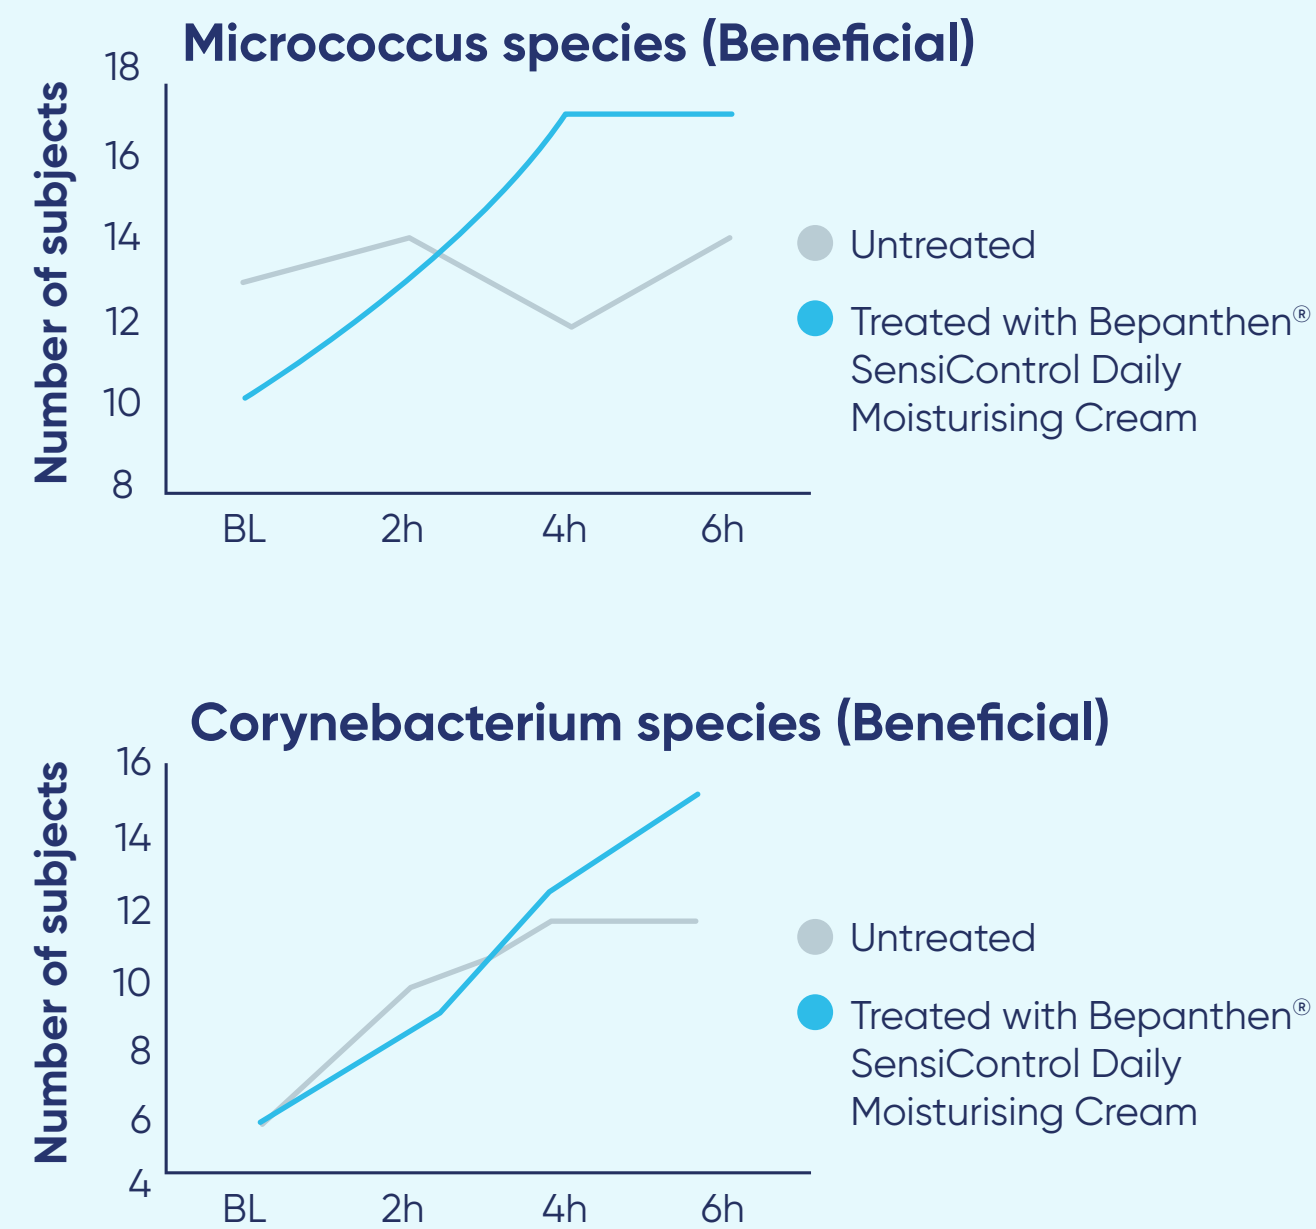 Micrococcus species (Beneficial)
Number of subjects
18
16
14
12
10
8
BL 2h 4h 6h
Untreated
Treated with Bepanthen®
SensiControl Daily
Moisturising Cream
Corynebacterium species (Beneficial)
Number of subjects
16
14
12
10
8
6
4
BL 2h 4h 6h
Untreated
Treated with Bepanthen®
SensiControl Daily
Moisturising Cream